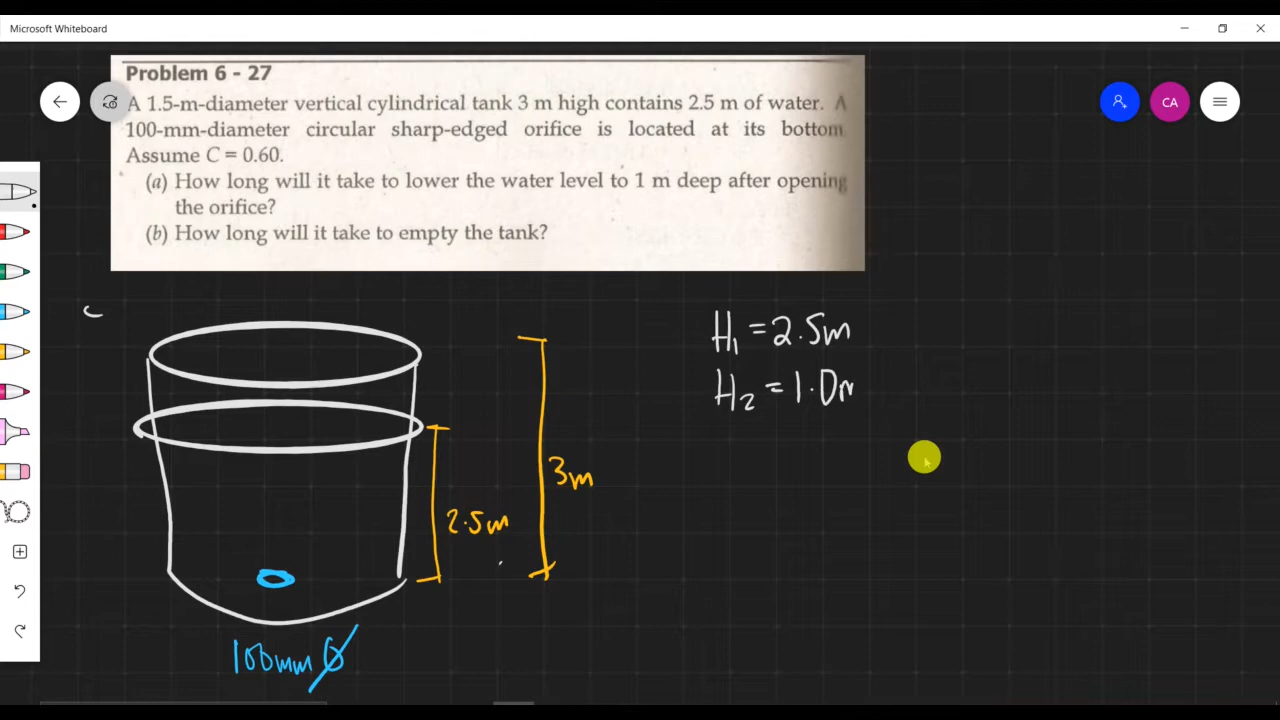 Microsoft Whiteboard
Problem 6 - 27
A 1.5-m-diameter vertical cylindrical tank 3 m high contains 2.5 m of water. A
100-mm-diameter circular sharp-edged orifice is located at its bottom
Assume C = 0.60.
(a) How long will it take to lower the water level to 1 m deep after opening
the orifice?
(b) How long will it take to empty the tank?
CA
H₁ = 2.5m
H₂ = 1.0m
3m
2.5m
100mm Ø